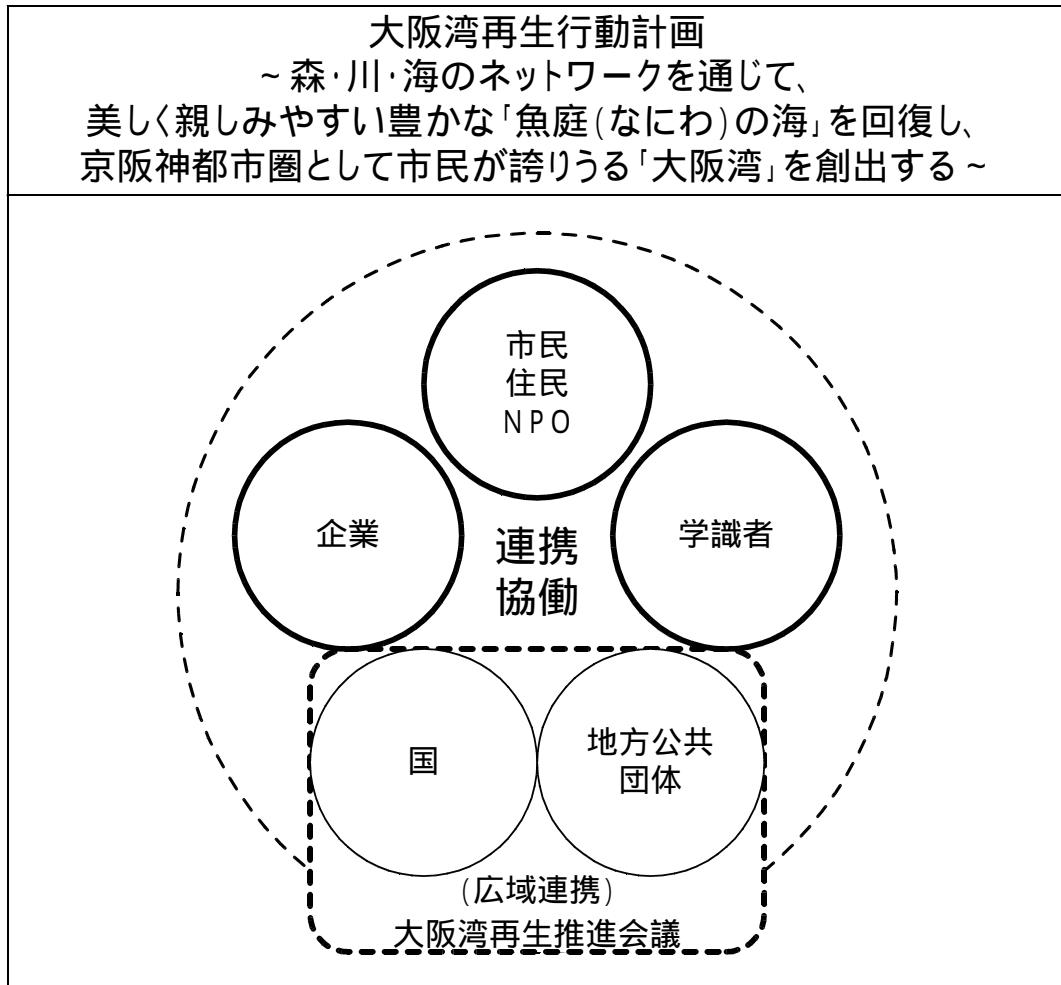 大阪湾再生行動計画
~森・川・海のネットワークを通じて、
美しく親しみやすい豊かな「魚庭(なにわ)の海」を回復し、
京阪神都市圏として市民が誇りうる「大阪湾」を創出する~
市民
住民
NPO
企業
学識者
連携
協働
国
地方公共
団体
(広域連携)
大阪湾再生推進会議